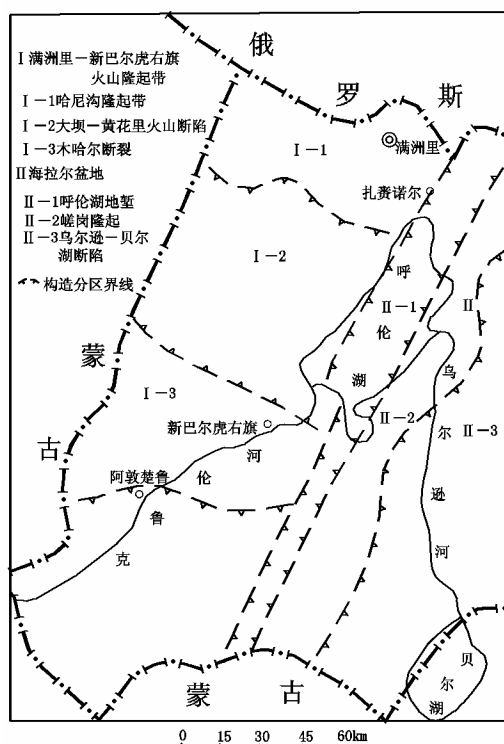 Ⅰ满洲里－新巴尔虎右旗
火山隆起带
Ⅰ－1哈尼沟隆起带
Ⅰ－2大坝－黄花里火山断陷
Ⅰ－3木哈尔断裂
Ⅱ海拉尔盆地
Ⅱ－1呼伦湖地堑
Ⅱ－2嵯岗隆起
Ⅱ－3乌尔逊－贝尔
湖断陷
构造分区界线
俄罗斯
Ⅰ－1
满洲里
扎赉诺尔
Ⅰ－2
呼伦湖
Ⅱ－1
Ⅱ
蒙古
Ⅰ－3
新巴尔虎右旗
Ⅱ－2
乌尔逊河
Ⅱ－3
阿敦楚鲁
克鲁伦河
蒙古
贝尔湖
0 15 30 45 60km